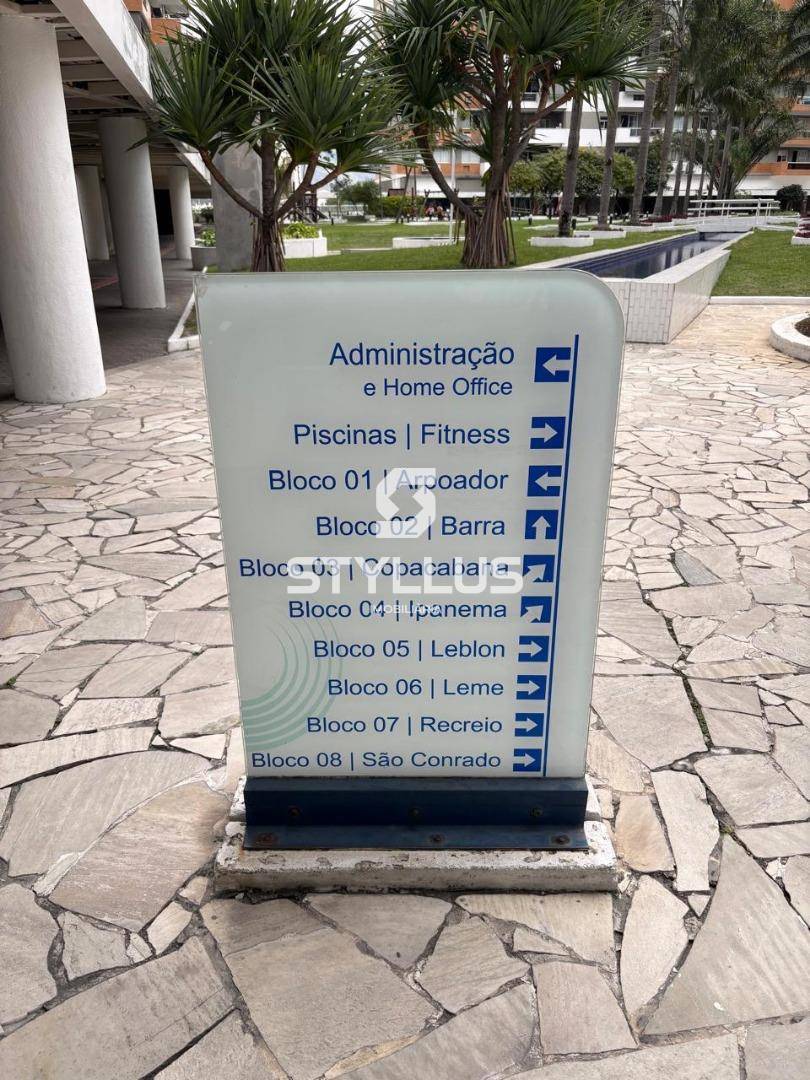 Administração
e Home Office
Piscinas | Fitness
Bloco 01 | Arpoador
Bloco 02 | Barra
Bloco 03 | Copacabana
Bloco 04 | Ipanema
Bloco 05 | Leblon
Bloco 06 | Leme
Bloco 07 | Recreio
Bloco 08 | São Conrado
STYLLUS
IMOBILIÁRIA